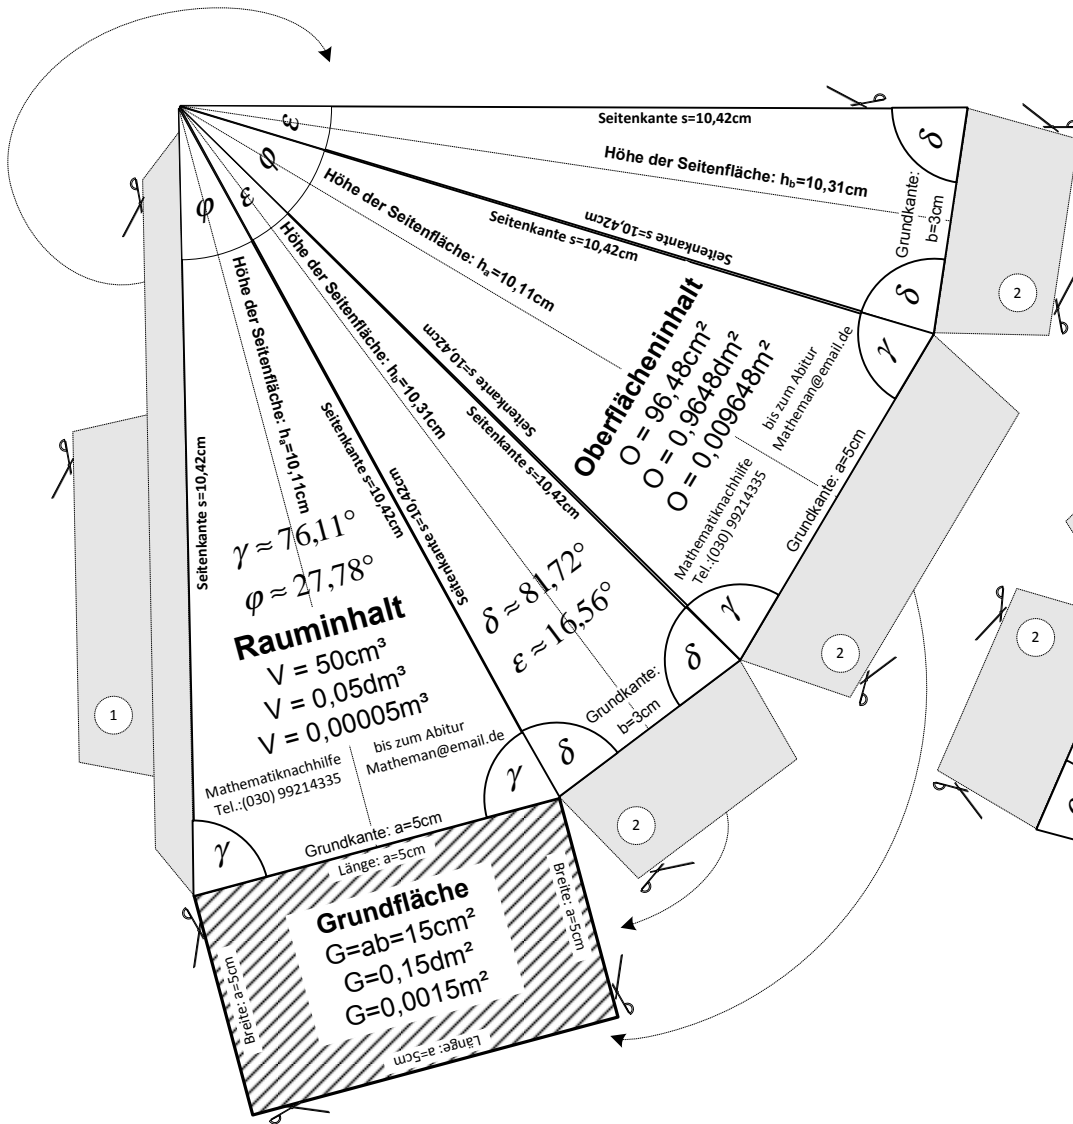 ε
φ
ε
φ
Seitenkante s=10,42cm
Höhe der Seitenfläche: hb=10,31cm
δ
Grundkante:
b=3cm
δ
2
Seitenkante s=10,42cm
Seitenkante s=10,42cm
Höhe der Seitenfläche: ha=10,11cm
Oberflächeninhalt
O = 96,48cm²
O = 0,9648dm²
O = 0,009648m²
Mathematiknachhilfe
Tel.:(030) 99214335
bis zum Abitur
Matheman@email.de
γ
Grundkante: a=5cm
γ
2
Seitenkante s=10,42cm
Seitenkante s=10,42cm
Höhe der Seitenfläche: hb=10,31cm
δ ≈ 81,72°
ε ≈ 16,56°
δ
Grundkante:
b=3cm
δ
2
Seitenkante s=10,42cm
Seitenkante s=10,42cm
Höhe der Seitenfläche: ha=10,11cm
Seitenkante s=10,42cm
γ ≈ 76,11°
φ ≈ 27,78°
Rauminhalt
V = 50cm³
V = 0,05dm³
V = 0,00005m³
Mathematiknachhilfe
Tel.:(030) 99214335
bis zum Abitur
Matheman@email.de
γ
γ
Grundkante: a=5cm
1
Länge: a=5cm
Breite: a=5cm
Breite: a=5cm
Grundfläche
G=ab=15cm²
G=0,15dm²
G=0,0015m²
Länge: a=5cm
2